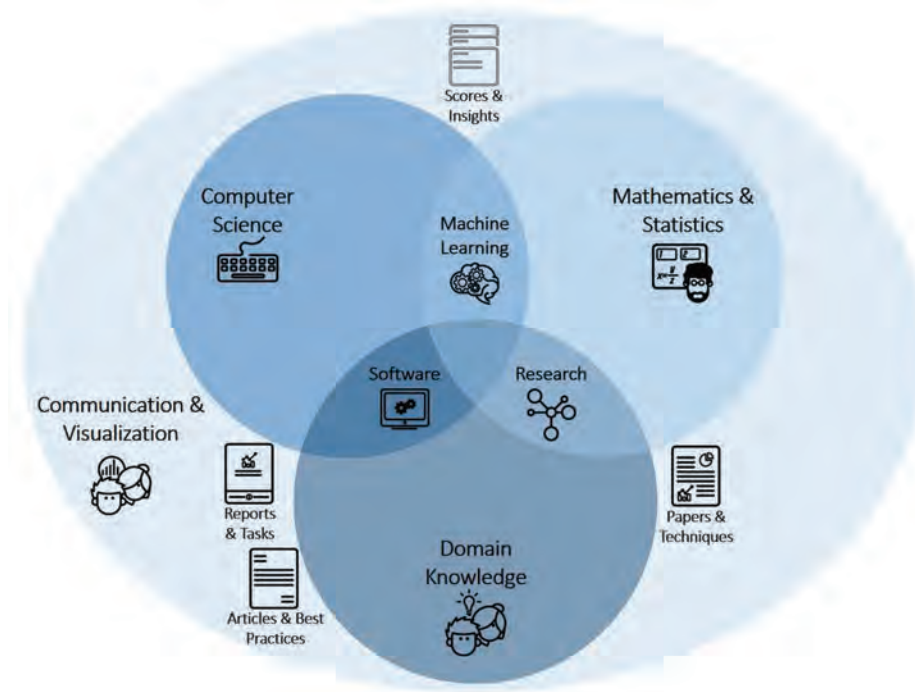 Scores &
Insights
Computer
Science
Machine
Learning
Mathematics &
Statistics
Software
Research
Communication &
Visualization
Reports
& Tasks
Papers &
Techniques
Domain
Knowledge
Articles & Best
Practices